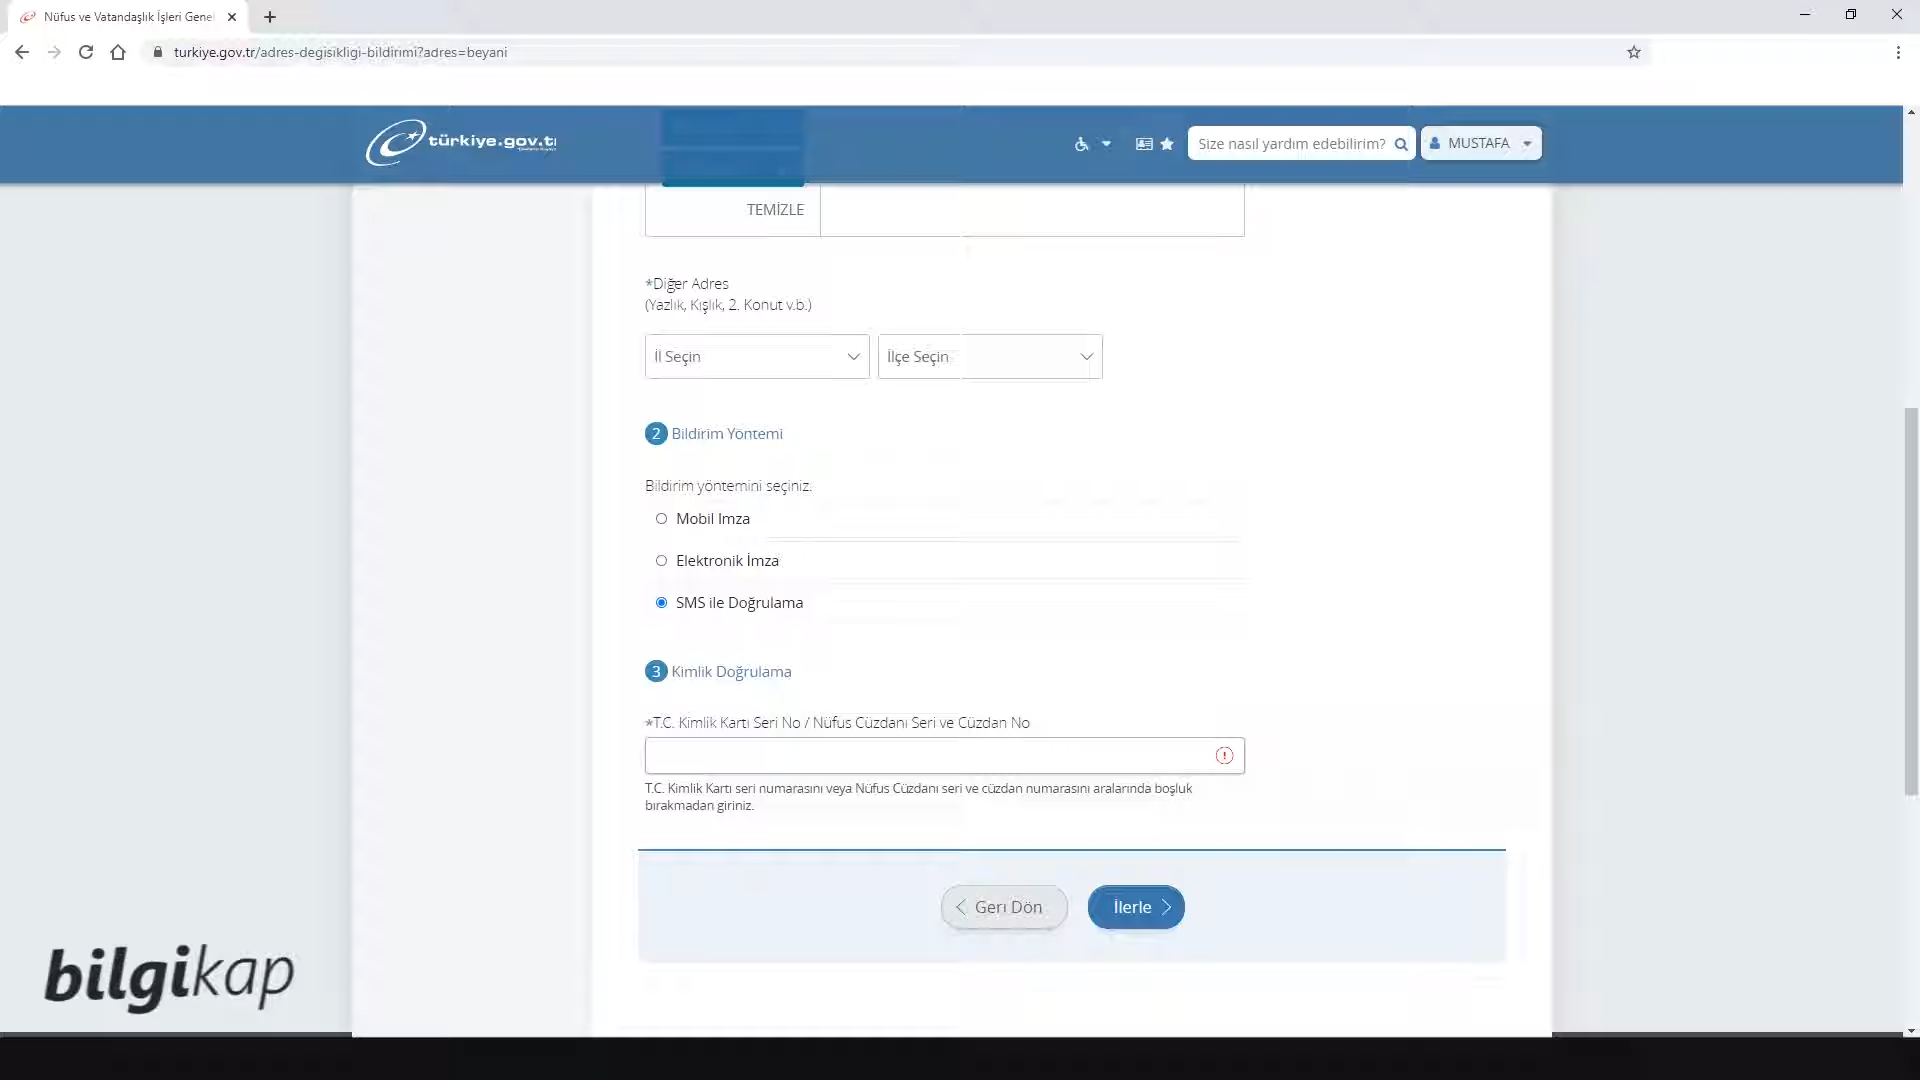 Nüfus ve Vatandaşlık İşleri Genel
turkiye.gov.tr/adres-degisikligi-bildirimi?adres=beyani
türkiye.gov.t
Size nasıl yardım edebilirim?
MUSTAFA
TEMİZLE
*Diğer Adres
(Yazlık, Kışlık, 2. Konut v.b.)
İl Seçin
İlçe Seçin
2 Bildirim Yöntemi
Bildirim yöntemini seçiniz.
Mobil Imza
Elektronik İmza
SMS ile Doğrulama
3 Kimlik Doğrulama
*T.C. Kimlik Kartı Seri No / Nüfus Cüzdanı Seri ve Cüzdan No
T.C. Kimlik Kartı seri numarasını veya Nüfus Cüzdanı seri ve cüzdan numarasını aralarında boşluk
bırakmadan giriniz.
Geri Dön
İlerle
bilgikap